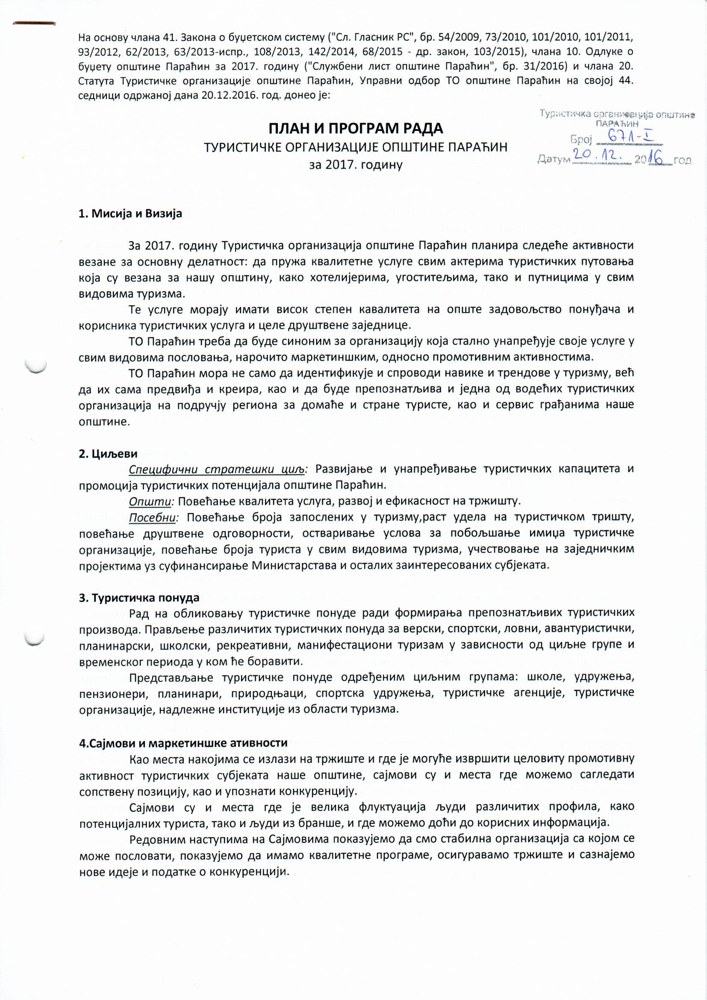 На основу члана 41. Закона о буџетском систему ("Сл. Гласник РС", бр. 54/2009, 73/2010, 101/2010, 101/2011,
93/2012, 62/2013, 63/2013-испр., 108/2013, 142/2014, 68/2015 - др. закон, 103/2015), члана 10. Одлуке о
буџету општине Параћин за 2017. годину ("Службени лист општине Параћин", бр. 31/2016) и члана 20.
Статута Туристичке организације општине Параћин, Управни одбор ТО општине Параћин на својој 44.
седници одржаној дана 20.12.2016. год. донео је:
Туристичка организација општине
ПАРАЋИН
Број 671-I
Датум 20.12. 2016 год.
ПЛАН И ПРОГРАМ РАДА
ТУРИСТИЧКЕ ОРГАНИЗАЦИЈЕ ОПШТИНЕ ПАРАЋИН
за 2017. годину
1. Мисија и Визија
За 2017. годину Туристичка организација општине Параћин планира следеће активности
везане за основну делатност: да пружа квалитетне услуге свим актерима туристичких путовања
која су везана за нашу општину, како хотелијерима, угоститељима, тако и путницима у свим
видовима туризма.
Те услуге морају имати висок степен кавалитета на опште задовољство понуђача и
корисника туристичких услуга и целе друштвене заједнице.
ТО Параћин треба да буде синоним за организацију која стално унапређује своје услуге у
свим видовима пословања, нарочито маркетиншким, односно промотивним активностима.
ТО Параћин мора не само да идентификује и спроводи навике и трендове у туризму, већ
да их сама предвиђа и креира, као и да буде препознатљива и једна од водећих туристичких
организација на подручју региона за домаће и стране туристе, као и сервис грађанима наше
општине.
2. Циљеви
Специфични стратешки циљ: Развијање и унапређивање туристичких капацитета и
промоција туристичких потенцијала општине Параћин.
Општи: Повећање квалитета услуга, развој и ефикасност на тржишту.
Посебни: Повећање броја запослених у туризму,раст удела на туристичком тришту,
повећање друштвене одговорности, остваривање услова за побољшање имиџа туристичке
организације, повећање броја туриста у свим видовима туризма, учествовање на заједничким
пројектима уз суфинансирање Министарстава и осталих заинтересованих субјеката.
3. Туристичка понуда
Рад на обликовању туристичке понуде ради формирања препознатљивих туристичких
производа. Прављење различитих туристичких понуда за верски, спортски, ловни, авантуристички,
планинарски, школски, рекреативни, манифестациони туризам у зависности од циљне групе и
временског периода у ком ће боравити.
Представљање туристичке понуде одређеним циљним групама: школе, удружења,
пензионери, планинари, природњаци, спортска удружења, туристичке агенције, туристичке
организације, надлежне институције из области туризма.
4.Сајмови и маркетиншке ативности
Као места накојима се излази на тржиште и где је могуће извршити целовиту промотивну
активност туристичких субјеката наше општине, сајмови су и места где можемо сагледати
сопствену позицију, као и упознати конкуренцију.
Сајмови су и места где је велика флуктуација људи различитих профила, како
потенцијалних туриста, тако и људи из бранше, и где можемо доћи до корисних информација.
Редовним наступима на Сајмовима показујемо да смо стабилна организација са којом се
може пословати, показујемо да имамо квалитетне програме, осигуравамо тржиште и сазнајемо
нове идеје и податке о конкуренцији.